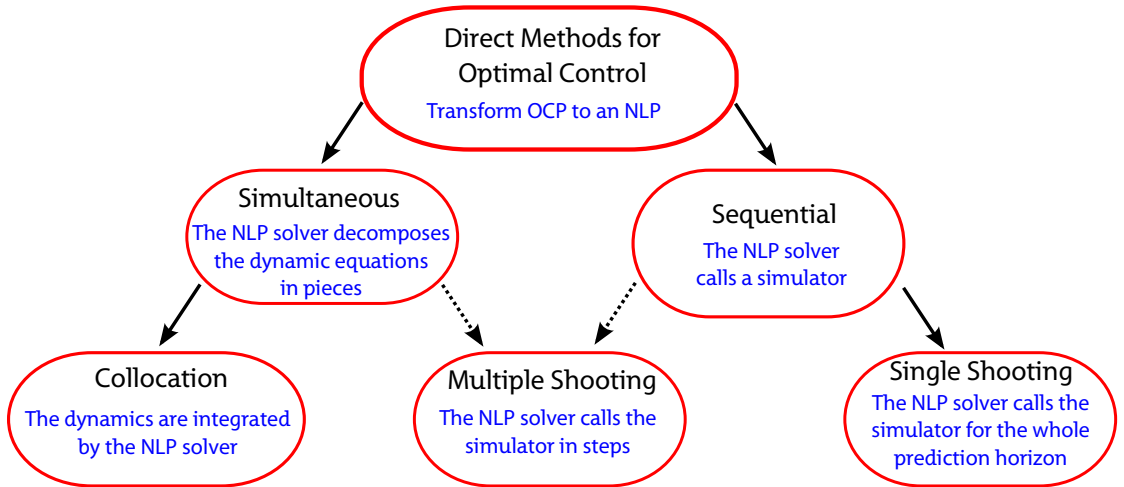 Direct Methods for
Optimal Control
Transform OCP to an NLP
Simultaneous
The NLP solver decomposes
the dynamic equations
in pieces
Sequential
The NLP solver
calls a simulator
Collocation
The dynamics are integrated
by the NLP solver
Multiple Shooting
The NLP solver calls the
simulator in steps
Single Shooting
The NLP solver calls the
simulator for the whole
prediction horizon